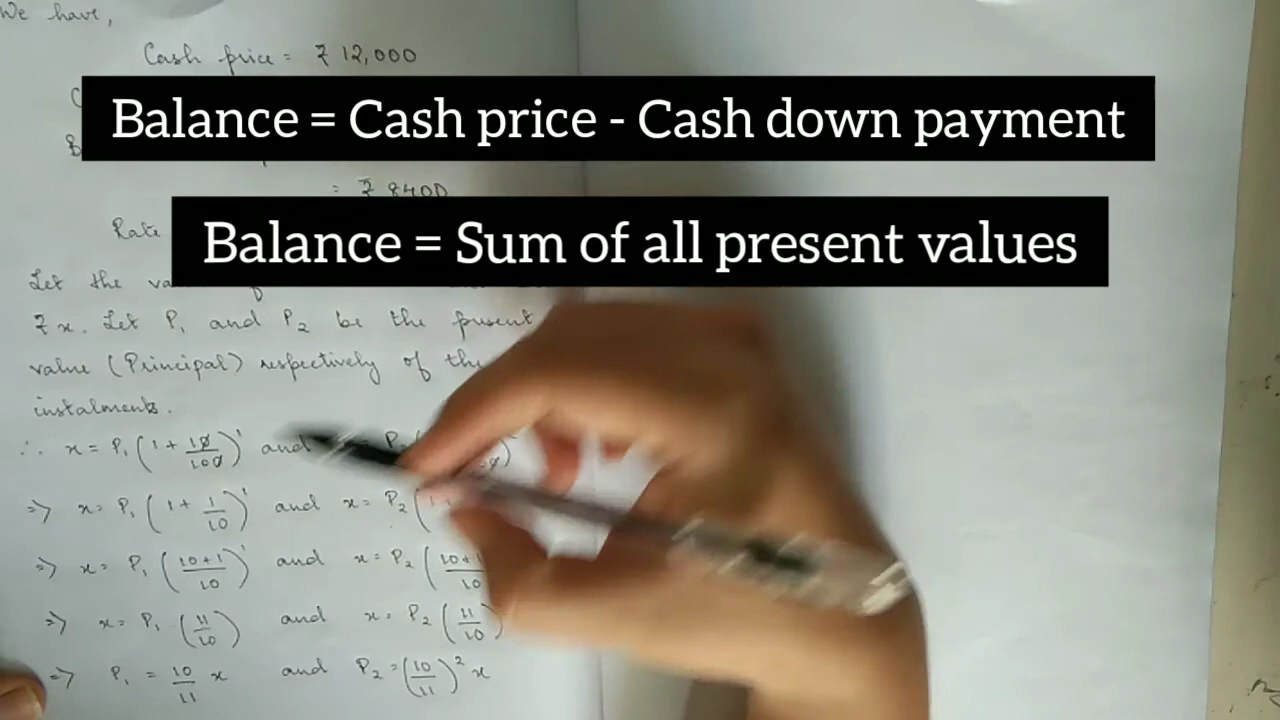 We have,
Cash price = ₹ 12,000
Balance = Cash price - Cash down payment
= ₹ 8400
Balance = Sum of all present values
Rate
Let the
₹ x. Let P₁ and P₂ be the present
value (Principal) respectively of the
instalments.
∴ x = P₁ (1 + 10/100)¹ and
=> x = P₁ (1 + 1/10)¹ and x = P₂ (
=> x = P₁ (10+1/10)¹ and x = P₂ (10+1/10
=> x = P₁ (11/10) and x = P₂ (11/10)
=> P₁ = 10/11 x and P₂ = (10/11)² x